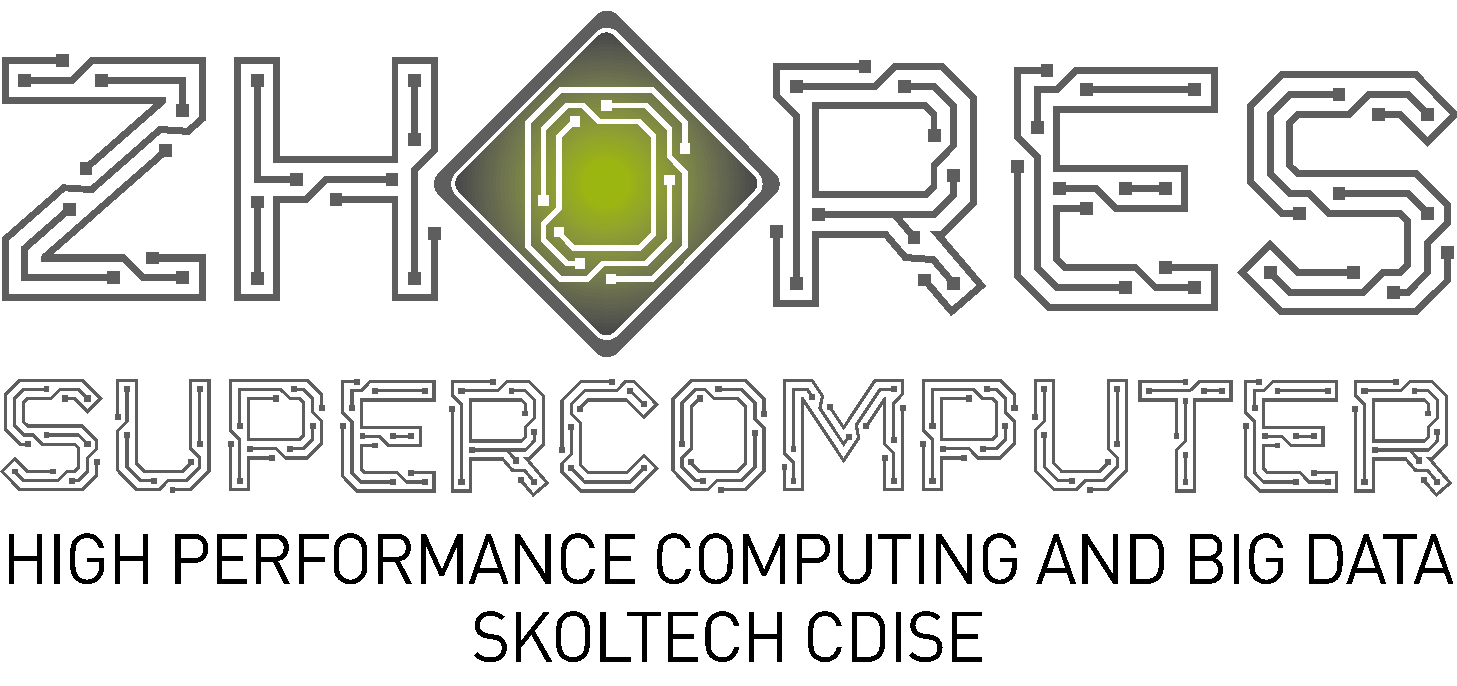 ZHORES
SUPERCOMPUTER
HIGH PERFORMANCE COMPUTING AND BIG DATA
SKOLTECH CDISE